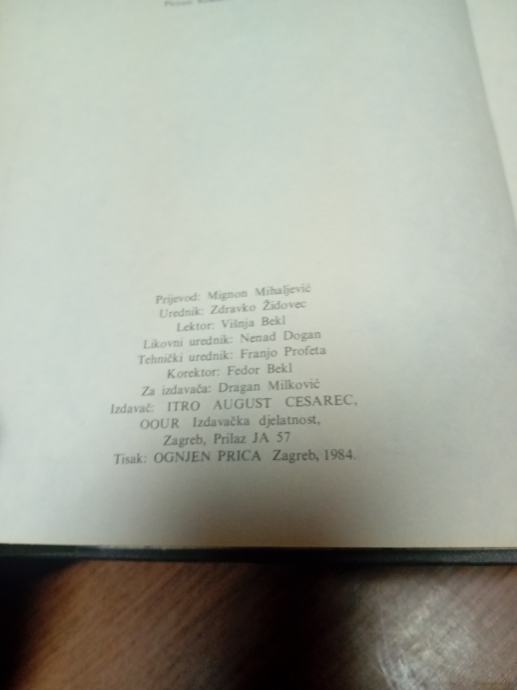 Prijevod: Mignon Mihaljević
Urednik: Zdravko Židovec
Lektor: Višnja Bekl
Likovni urednik: Nenad Dogan
Tehnički urednik: Franjo Profeta
Korektor: Fedor Bekl
Za izdavača: Dragan Milković
Izdavač: ITRO AUGUST CESAREC,
OOUR Izdavačka djelatnost,
Zagreb, Prilaz JA 57
Tisak: OGNJEN PRICA Zagreb, 1984.